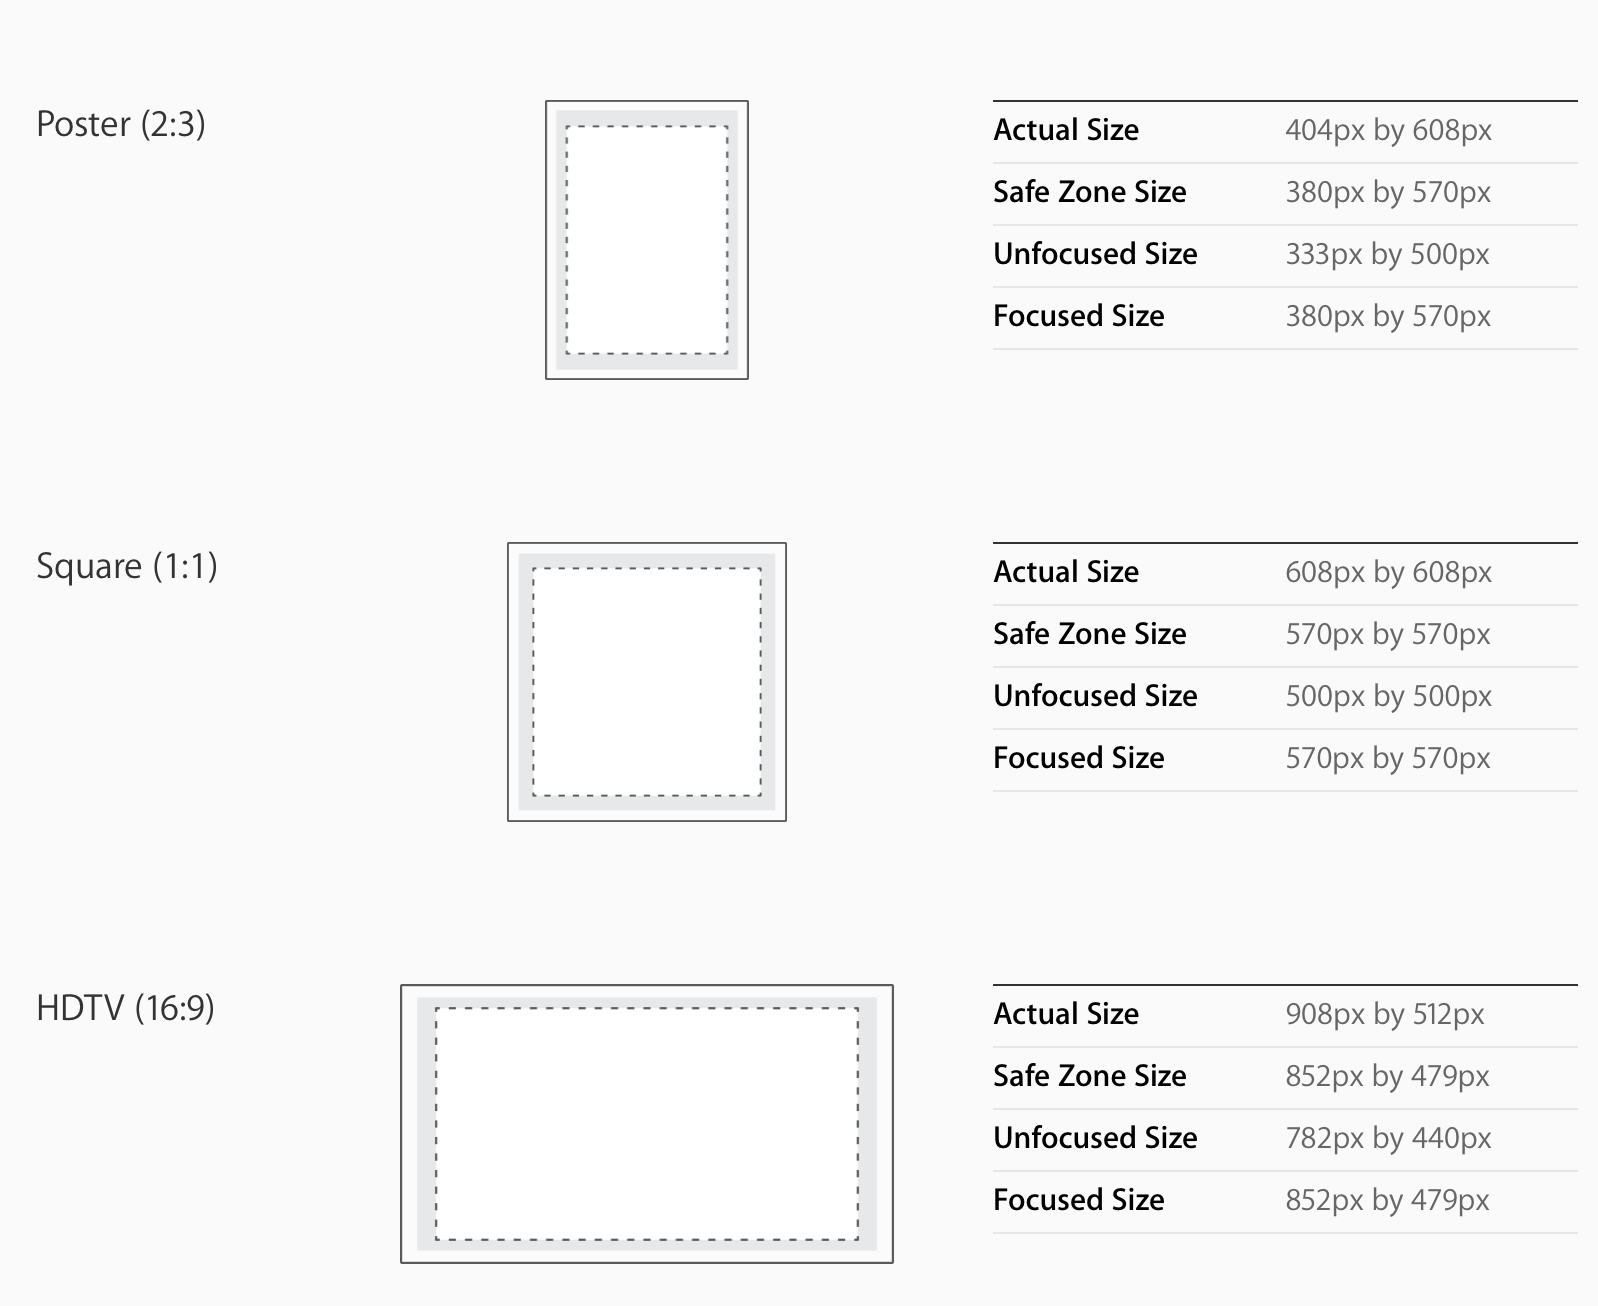 Poster (2:3)
Actual Size 404px by 608px
Safe Zone Size 380px by 570px
Unfocused Size 333px by 500px
Focused Size 380px by 570px
Square (1:1)
Actual Size 608px by 608px
Safe Zone Size 570px by 570px
Unfocused Size 500px by 500px
Focused Size 570px by 570px
HDTV (16:9)
Actual Size 908px by 512px
Safe Zone Size 852px by 479px
Unfocused Size 782px by 440px
Focused Size 852px by 479px